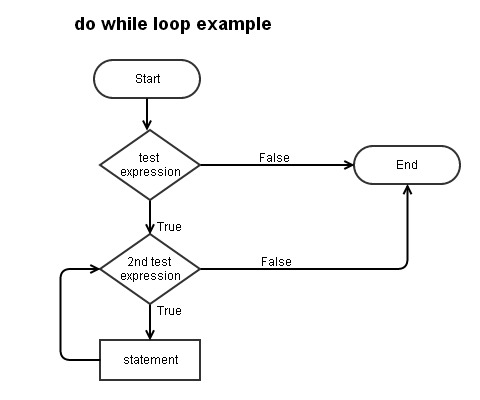 do while loop example
Start
test
expression
False
End
True
2nd test
expression
False
True
statement